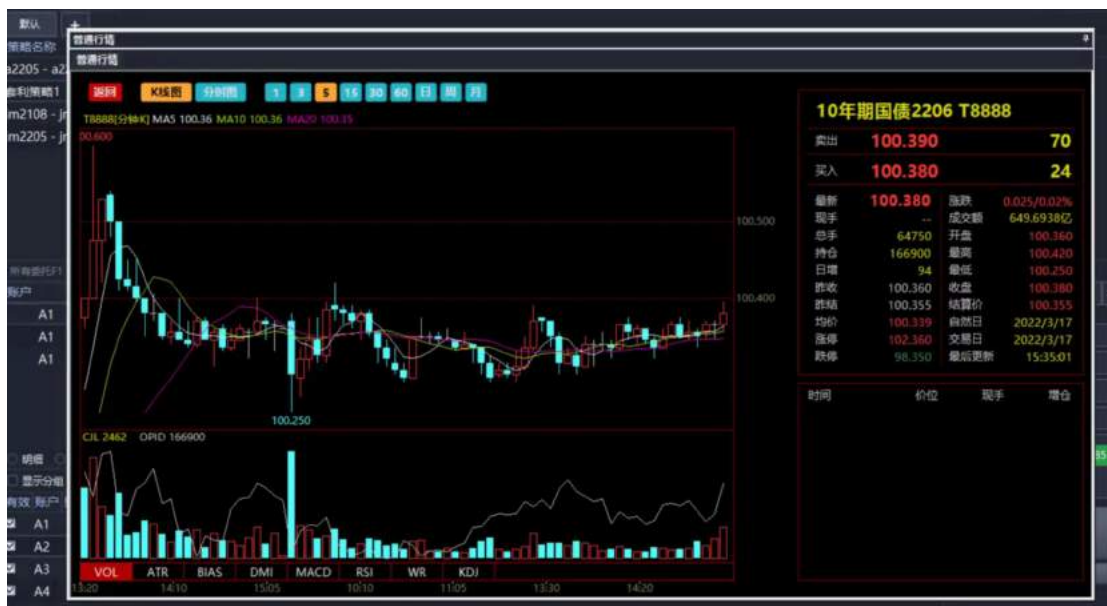 默认 +
策略名称
普通行情
普通行情
a2205 - a2
套利策略1
m2108 - jr
m2205 - jr
返回 K线图 分时图 1 3 5 15 30 60 日 周 月
T8888[分钟K] MA5 100.36 MA10 100.36 MA20 100.35
00.600
100.500
100.400
100.250
所有委托F1
账户
A1
A1
A1
CJL 2462 OPID 166900
明细
显示分组
有效 账户
A1
A2
A3
A4
VOL ATR BIAS DMI MACD RSI WR KDJ
13:20 14:10 15:05 10:10 11:05 13:30 14:20
10年期国债2206 T8888
卖出 100.390 70
买入 100.380 24
最新 100.380 涨跌 0.025/0.02%
现手 -- 成交额 649.6938亿
总手 64750 开盘 100.360
持仓 166900 最高 100.420
日增 94 最低 100.250
昨收 100.360 收盘 100.380
昨结 100.355 结算价 100.355
均价 100.339 自然日 2022/3/17
涨停 102.360 交易日 2022/3/17
跌停 98.350 最后更新 15:35:01
时间 价位 现手 增仓
85